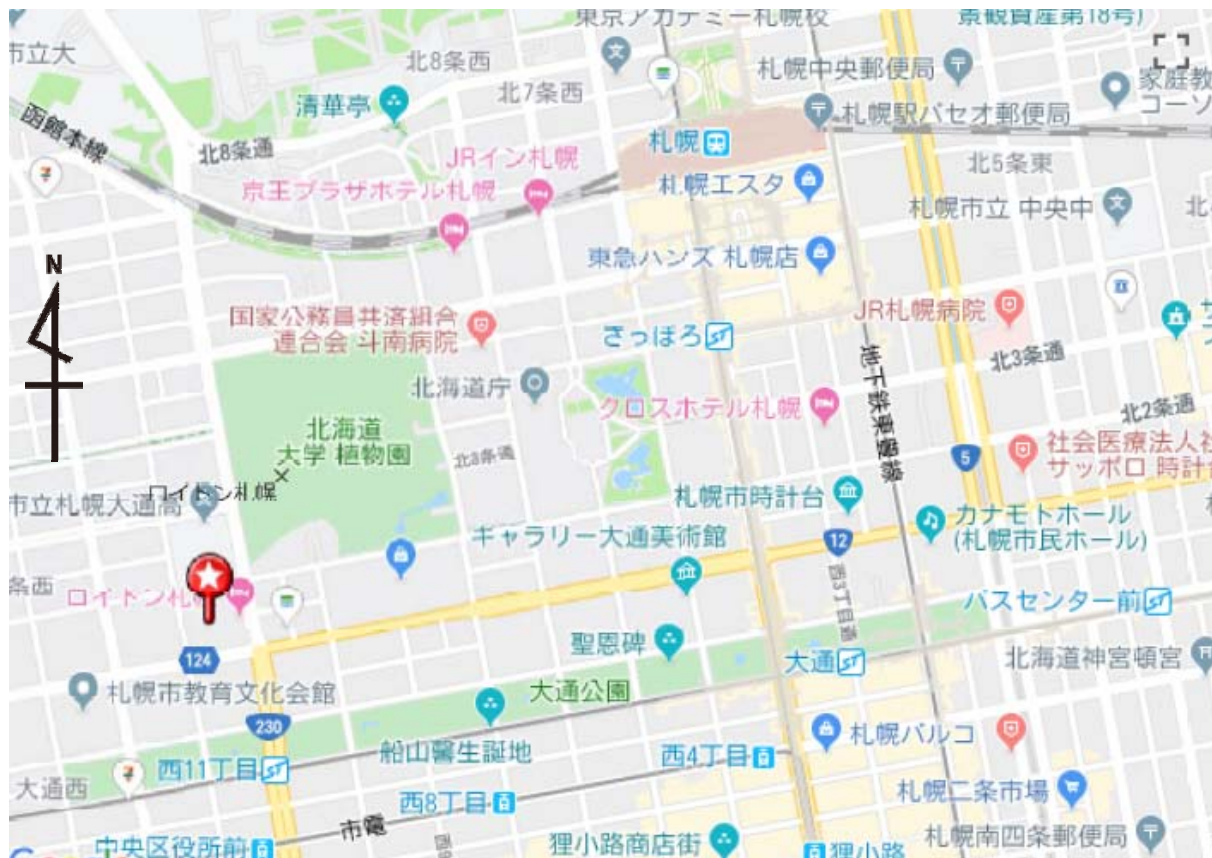 東京アカデミー札幌校
景観資産第18号)
市立大
北8条西
札幌中央郵便局
家庭教
コーソ
北7条西
清華亭
札幌駅パセオ郵便局
函館本線
北8条通
JRイン札幌
札幌
北5条東
京王プラザホテル札幌
札幌エスタ
札幌市立 中央中
N
東急ハンズ 札幌店
国家公務員共済組合
連合会 斗南病院
JR札幌病院
さっぽろ
ST
北3条通
北海道庁
地下鉄東豊線
クロスホテル札幌
北2条通
北海道
大学 植物園
北3条通
社会医療法人社
サッポロ 時計台
5
ロイトン札幌
市立札幌大通高
札幌市時計台
カナモトホール
(札幌市民ホール)
ギャラリー大通美術館
12
条西
ロイトン札幌
西3丁目通
バスセンター前
ST
聖恩碑
124
大通
ST
北海道神宮頓宮
札幌市教育文化会館
大通公園
230
船山馨生誕地
札幌パルコ
西11丁目
ST
西4丁目
大通西
西8丁目
札幌二条市場
市電
中央区役所前
狸小路商店街
狸小路
札幌南四条郵便局